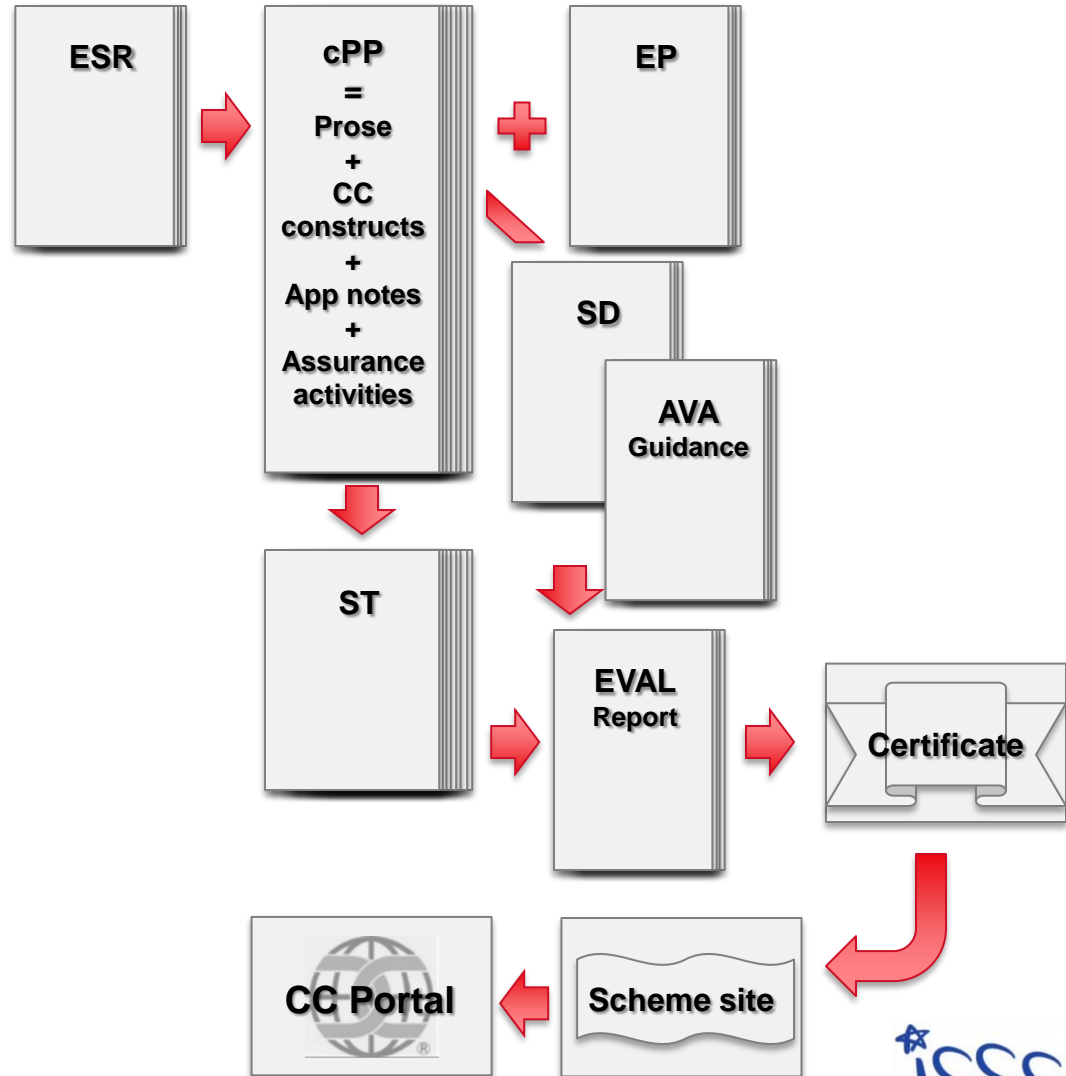 ESR
cPP
=
Prose
+
CC
constructs
+
App notes
+
Assurance
activities
EP
SD
AVA
Guidance
ST
EVAL
Report
Certificate
CC Portal
®
Scheme site